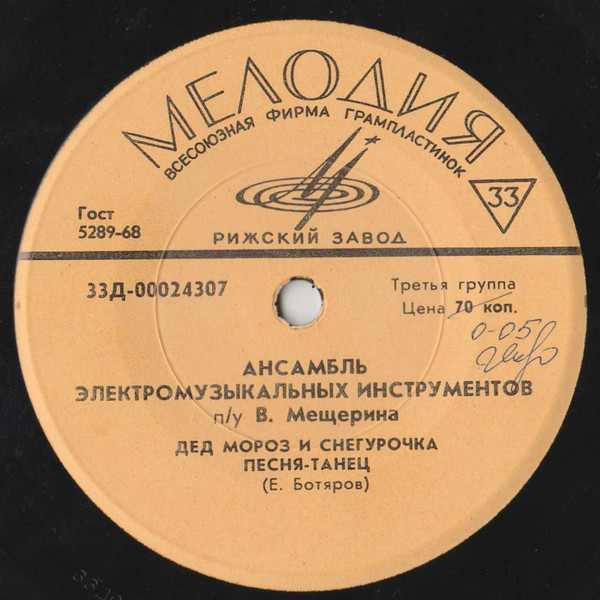 МЕЛОДИЯ
ВСЕСОЮЗНАЯ ФИРМА ГРАМПЛАСТИНОК
33
Гост
5289-68
РИЖСКИЙ ЗАВОД
33Д-00024307
Третья группа
Цена 70 коп.
0-05
АНСАМБЛЬ
ЭЛЕКТРОМУЗЫКАЛЬНЫХ ИНСТРУМЕНТОВ
п/у В. Мещерина
ДЕД МОРОЗ И СНЕГУРОЧКА
ПЕСНЯ-ТАНЕЦ
(Е. Ботяров)